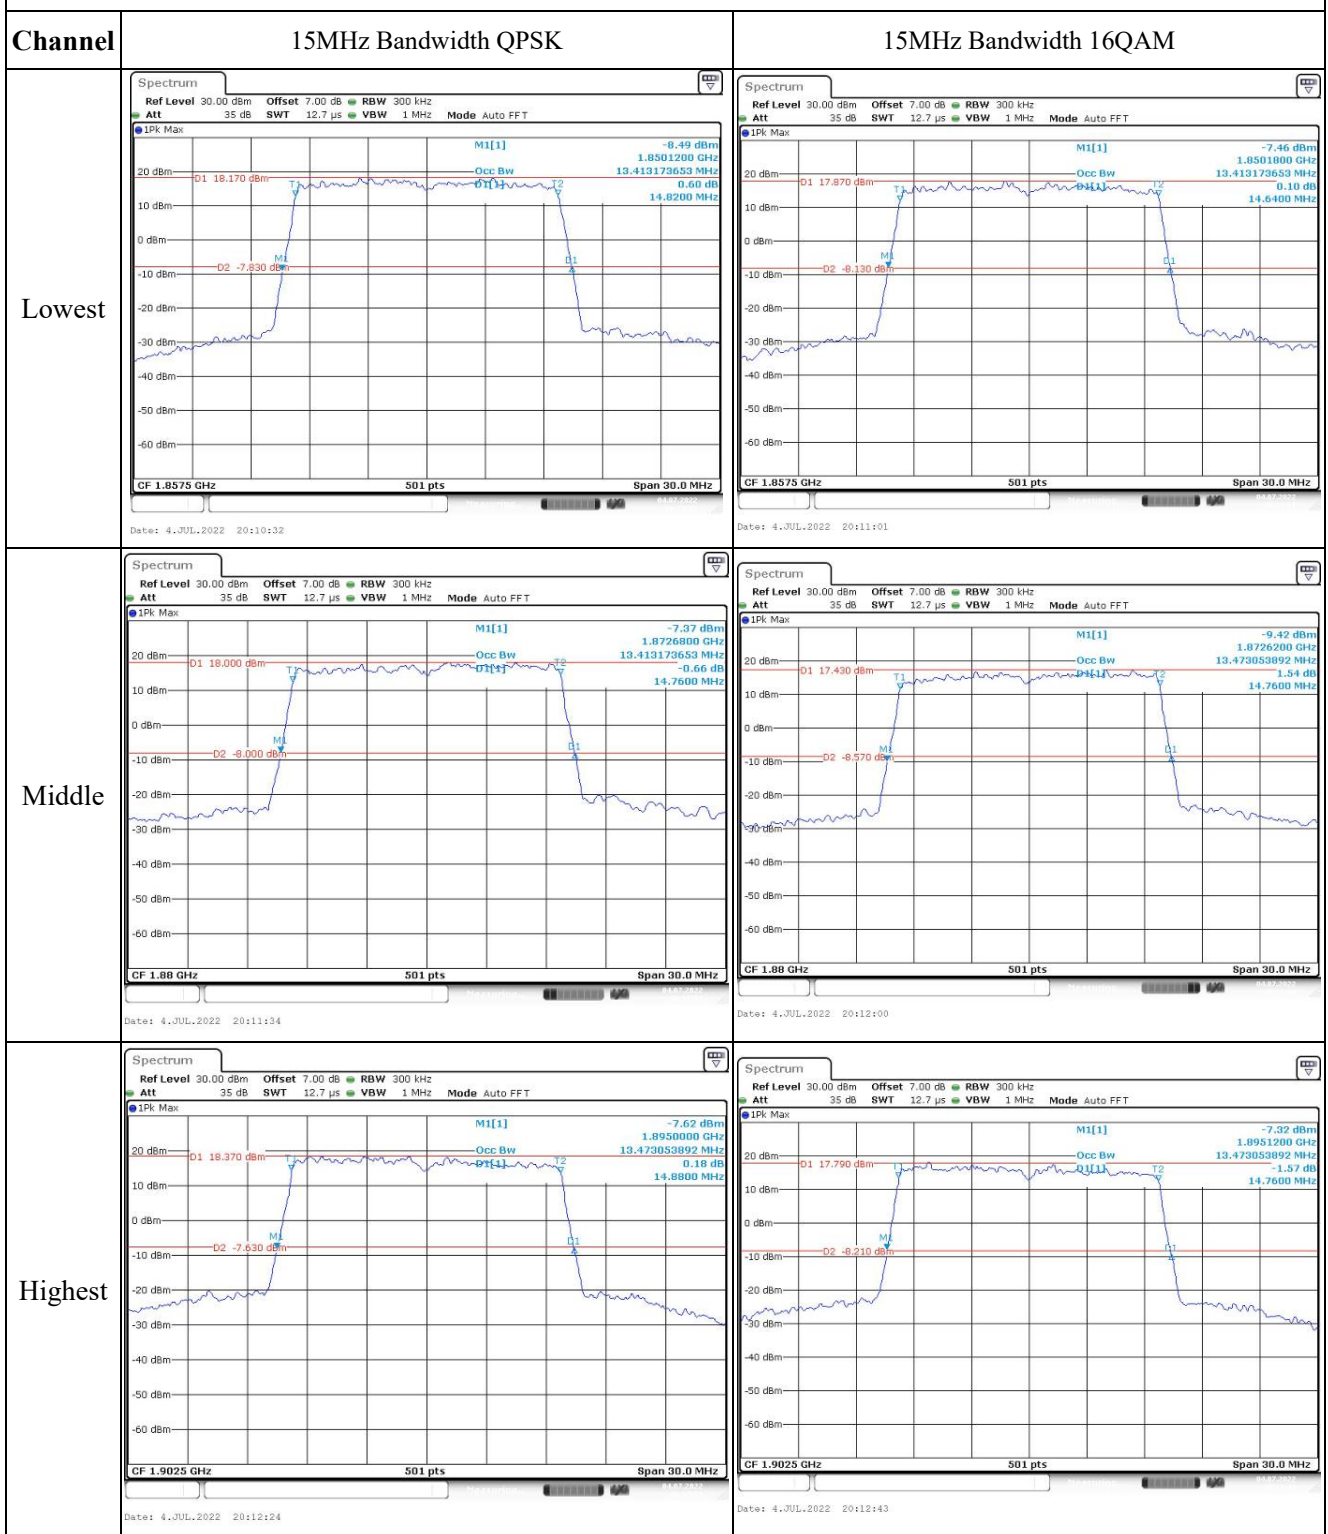 Channel
15MHz Bandwidth QPSK
15MHz Bandwidth 16QAM
Lowest
Spectrum
Ref Level 30.00 dBm Offset 7.00 dB RBW 300 kHz
Att 35 dB SWT 12.7 µs VBW 1 MHz Mode Auto FFT
1Pk Max
M1[1] -8.49 dBm
1.8501200 GHz
Occ Bw 13.413173653 MHz
D1[1] 0.60 dB
14.8200 MHz
20 dBm
D1 18.170 dBm
T1
T2
10 dBm
0 dBm
M1
D1
D2 -7.830 dBm
-10 dBm
-20 dBm
-30 dBm
-40 dBm
-50 dBm
-60 dBm
CF 1.8575 GHz 501 pts Span 30.0 MHz
Date: 4.JUL.2022 20:10:32
Spectrum
Ref Level 30.00 dBm Offset 7.00 dB RBW 300 kHz
Att 35 dB SWT 12.7 µs VBW 1 MHz Mode Auto FFT
1Pk Max
M1[1] -7.46 dBm
1.8501800 GHz
Occ Bw 13.413173653 MHz
D1[1] 0.10 dB
14.6400 MHz
20 dBm
D1 17.870 dBm
T1
T2
10 dBm
0 dBm
M1
D1
D2 -8.130 dBm
-10 dBm
-20 dBm
-30 dBm
-40 dBm
-50 dBm
-60 dBm
CF 1.8575 GHz 501 pts Span 30.0 MHz
Date: 4.JUL.2022 20:11:01
Middle
Spectrum
Ref Level 30.00 dBm Offset 7.00 dB RBW 300 kHz
Att 35 dB SWT 12.7 µs VBW 1 MHz Mode Auto FFT
1Pk Max
M1[1] -7.37 dBm
1.8726800 GHz
Occ Bw 13.413173653 MHz
D1[1] -0.66 dB
14.7600 MHz
20 dBm
D1 18.000 dBm
T1
T2
10 dBm
0 dBm
M1
D1
D2 -8.000 dBm
-10 dBm
-20 dBm
-30 dBm
-40 dBm
-50 dBm
-60 dBm
CF 1.88 GHz 501 pts Span 30.0 MHz
Date: 4.JUL.2022 20:11:34
Spectrum
Ref Level 30.00 dBm Offset 7.00 dB RBW 300 kHz
Att 35 dB SWT 12.7 µs VBW 1 MHz Mode Auto FFT
1Pk Max
M1[1] -9.42 dBm
1.8726200 GHz
Occ Bw 13.473053892 MHz
D1[1] 1.54 dB
14.7600 MHz
20 dBm
D1 17.430 dBm
T1
T2
10 dBm
0 dBm
M1
D1
D2 -8.570 dBm
-10 dBm
-20 dBm
-30 dBm
-40 dBm
-50 dBm
-60 dBm
CF 1.88 GHz 501 pts Span 30.0 MHz
Date: 4.JUL.2022 20:12:00
Highest
Spectrum
Ref Level 30.00 dBm Offset 7.00 dB RBW 300 kHz
Att 35 dB SWT 12.7 µs VBW 1 MHz Mode Auto FFT
1Pk Max
M1[1] -7.62 dBm
1.8950000 GHz
Occ Bw 13.473053892 MHz
D1[1] 0.18 dB
14.8800 MHz
20 dBm
D1 18.370 dBm
T1
T2
10 dBm
0 dBm
M1
D1
D2 -7.630 dBm
-10 dBm
-20 dBm
-30 dBm
-40 dBm
-50 dBm
-60 dBm
CF 1.9025 GHz 501 pts Span 30.0 MHz
Date: 4.JUL.2022 20:12:24
Spectrum
Ref Level 30.00 dBm Offset 7.00 dB RBW 300 kHz
Att 35 dB SWT 12.7 µs VBW 1 MHz Mode Auto FFT
1Pk Max
M1[1] -7.32 dBm
1.8951200 GHz
Occ Bw 13.473053892 MHz
D1[1] -1.57 dB
14.7600 MHz
20 dBm
D1 17.790 dBm
T2
10 dBm
0 dBm
M1
D1
D2 -8.210 dBm
-10 dBm
-20 dBm
-30 dBm
-40 dBm
-50 dBm
-60 dBm
CF 1.9025 GHz 501 pts Span 30.0 MHz
Date: 4.JUL.2022 20:12:43